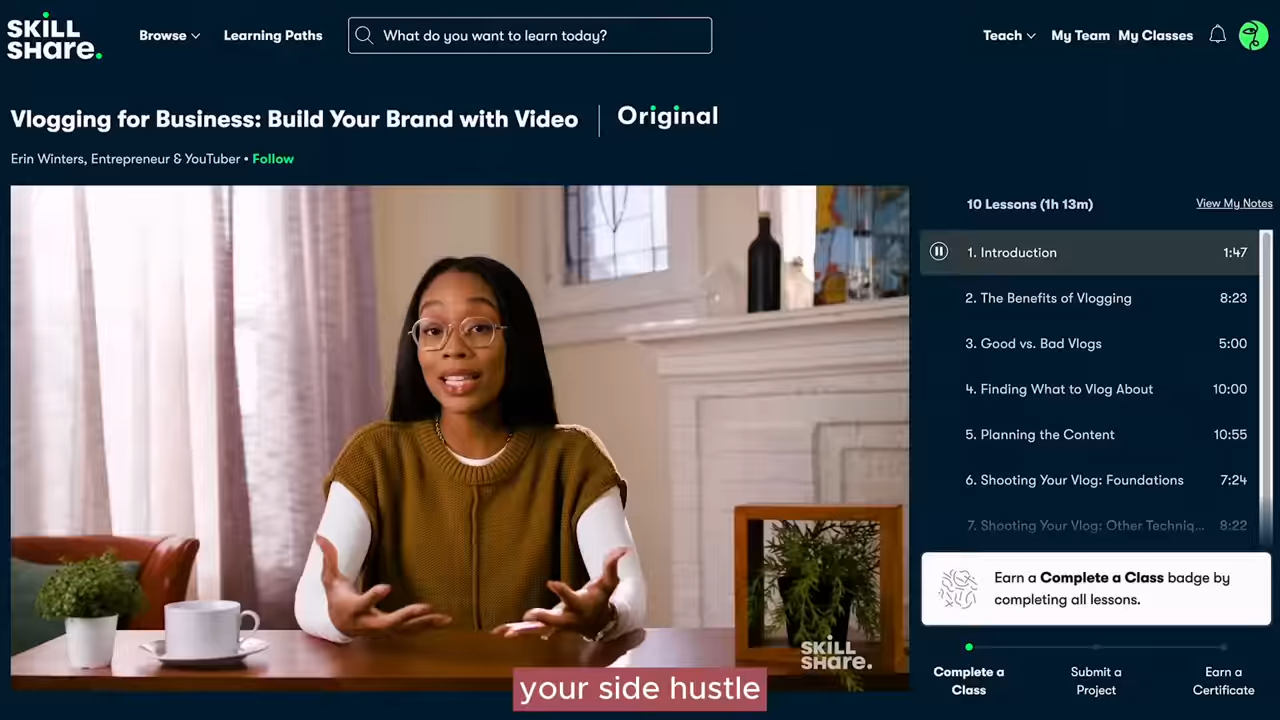 SKILL
SHARE.
Browse
Learning Paths
What do you want to learn today?
Teach
My Team
My Classes
Vlogging for Business: Build Your Brand with Video
Original
Erin Winters, Entrepreneur & YouTuber • Follow
10 Lessons (1h 13m)
View My Notes
1. Introduction 1:47
2. The Benefits of Vlogging 8:23
3. Good vs. Bad Vlogs 5:00
4. Finding What to Vlog About 10:00
5. Planning the Content 10:55
6. Shooting Your Vlog: Foundations 7:24
7. Shooting Your Vlog: Other Techniq... 8:22
Earn a Complete a Class badge by
completing all lessons.
Complete a
Class
Submit a
Project
Earn a
Certificate
SKILL
SHARE.
your side hustle